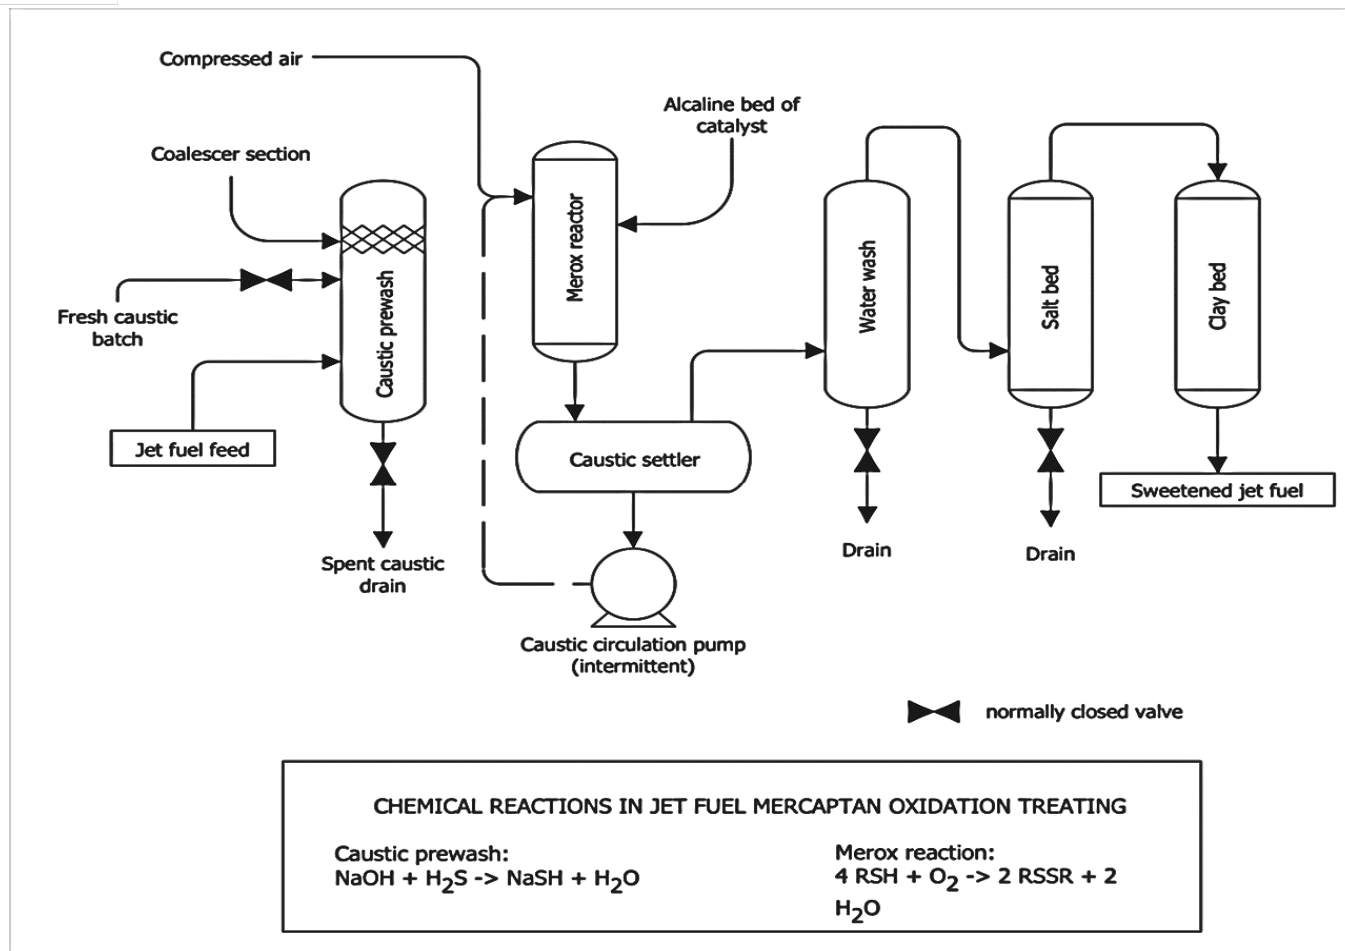 Compressed air
Alcaline bed of
catalyst
Coalescer section
Merox reactor
Caustic prewash
Water wash
Salt bed
Clay bed
Fresh caustic
batch
Jet fuel feed
Caustic settler
Sweetened jet fuel
Drain
Drain
Spent caustic
drain
Caustic circulation pump
(intermittent)
normally closed valve
CHEMICAL REACTIONS IN JET FUEL MERCAPTAN OXIDATION TREATING
Caustic prewash:
NaOH + H₂S -> NaSH + H₂O
Merox reaction:
4 RSH + O₂ -> 2 RSSR + 2
H₂O